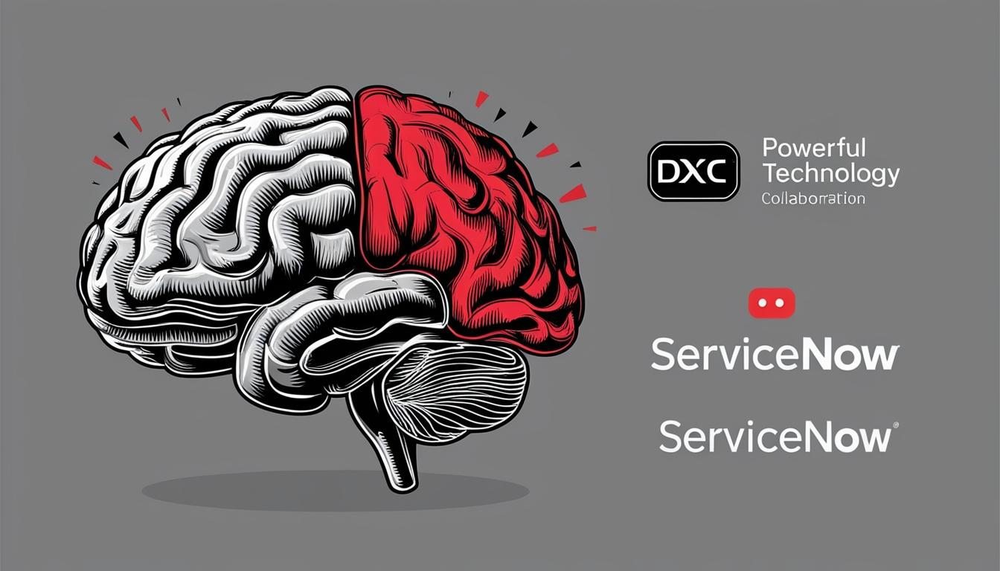 DXC
Powerful
Technology
Collaborration
ServiceNow
ServiceNow®